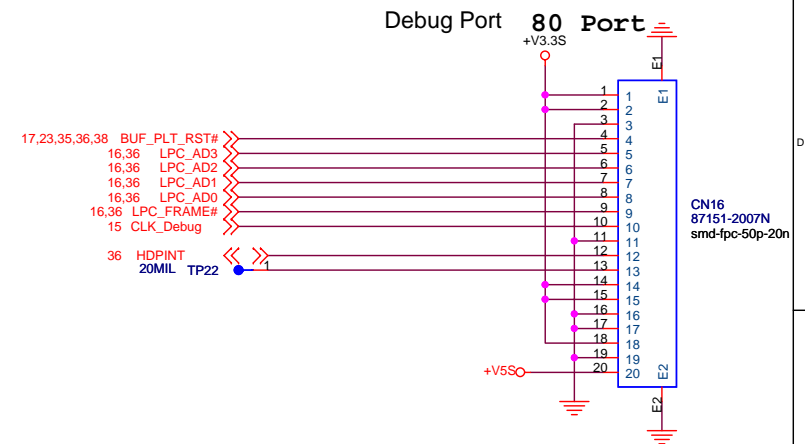 Debug Port 80 Port
+V3.3S
E1
E1
1 1
2 2
3 3
17,23,35,36,38 BUF_PLT_RST# 4 4
16,36 LPC_AD3 5 5
16,36 LPC_AD2 6 6
16,36 LPC_AD1 7 7
16,36 LPC_AD0 8 8
16,36 LPC_FRAME# 9 9
15 CLK_Debug 10 10
11 11
36 HDPINT 12 12
20MIL TP22 1 13 13
14 14
15 15
16 16
17 17
18 18
19 19
+V5S 20 20
CN16
87151-2007N
smd-fpc-50p-20n
D
E2
E2